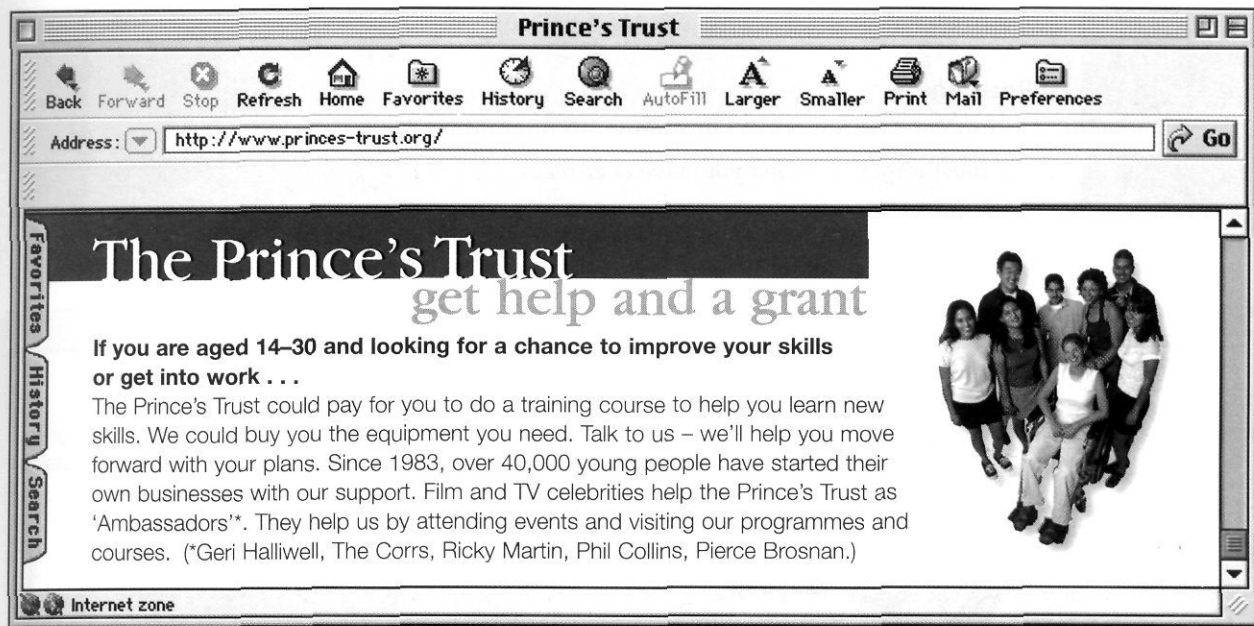 Prince's Trust
Back Forward Stop Refresh Home Favorites History Search AutoFill Larger Smaller Print Mail Preferences
Address: http://www.princes-trust.org/ Go
Favorites
History
Search
The Prince's Trust
get help and a grant
If you are aged 14–30 and looking for a chance to improve your skills
or get into work . . .
The Prince's Trust could pay for you to do a training course to help you learn new
skills. We could buy you the equipment you need. Talk to us – we'll help you move
forward with your plans. Since 1983, over 40,000 young people have started their
own businesses with our support. Film and TV celebrities help the Prince's Trust as
'Ambassadors'*. They help us by attending events and visiting our programmes and
courses. (*Geri Halliwell, The Corrs, Ricky Martin, Phil Collins, Pierce Brosnan.)
Internet zone